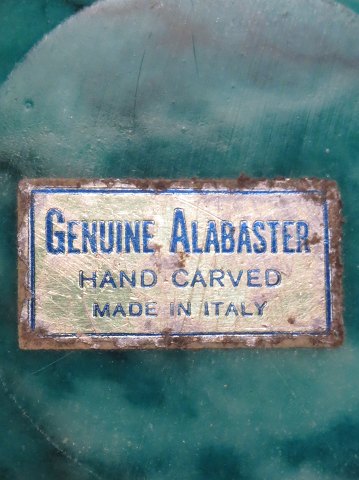 GENUINE ALABASTER
HAND CARVED
MADE IN ITALY